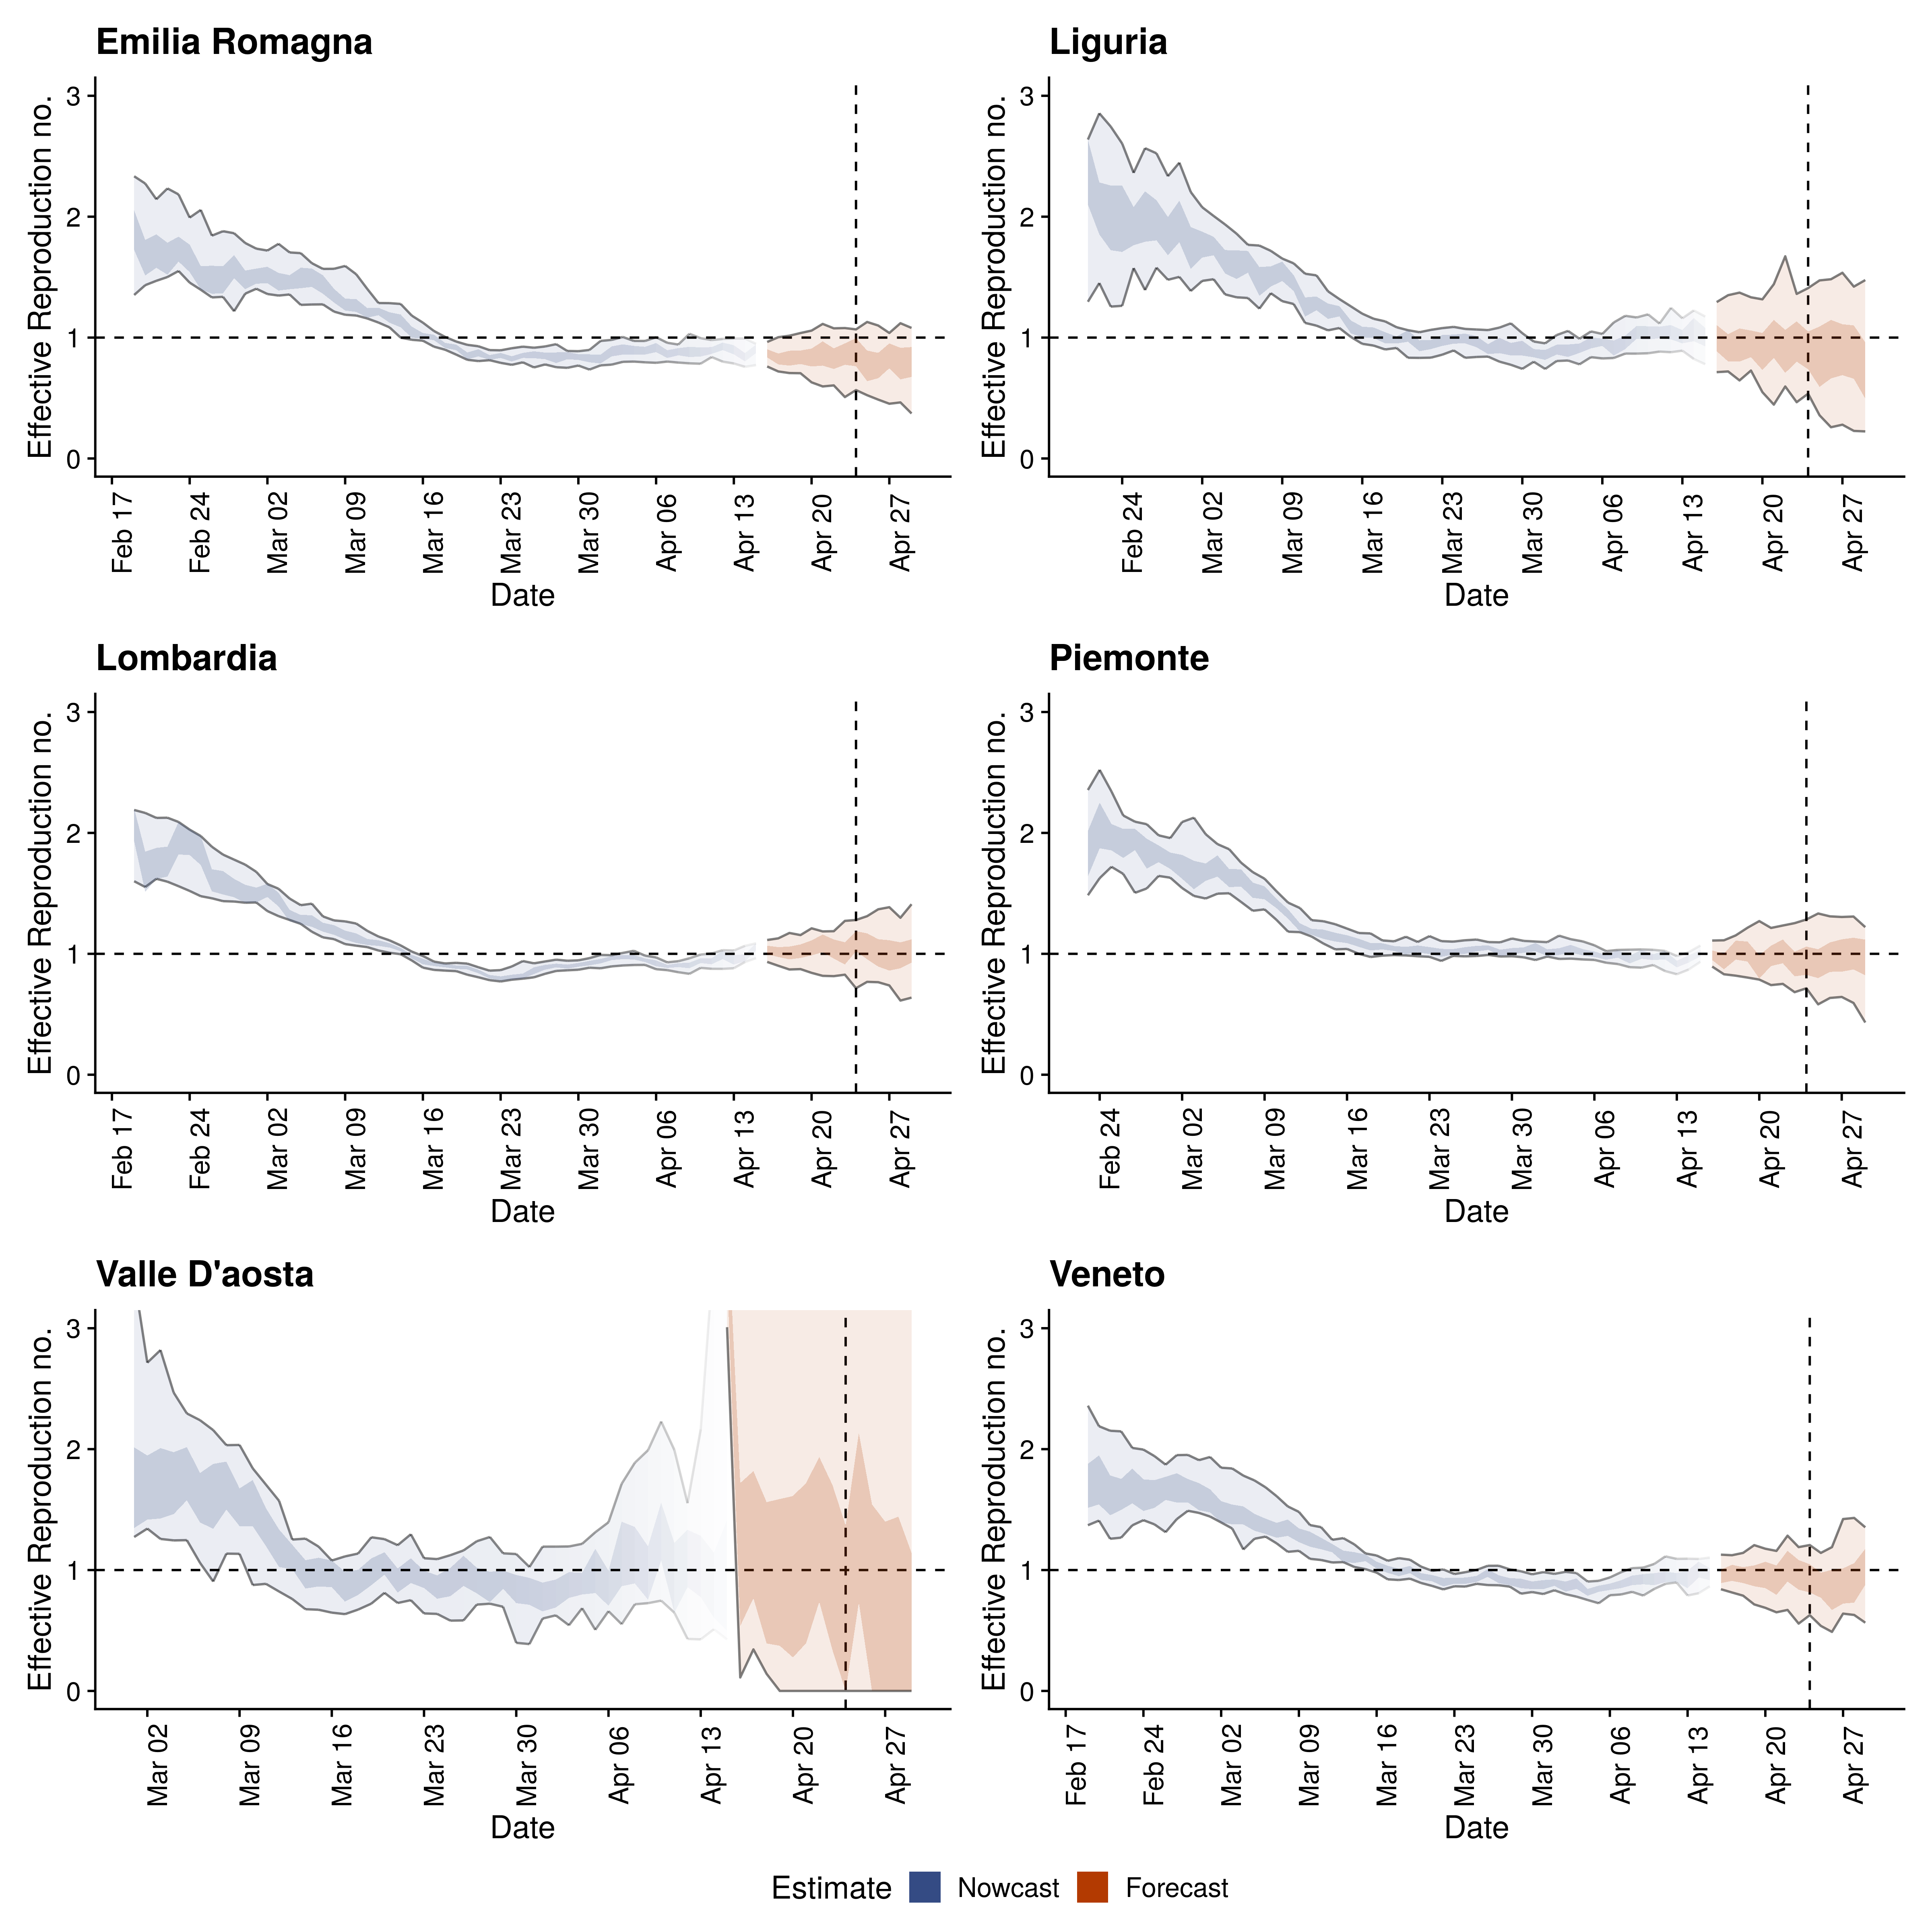 Emilia Romagna
Effective Reproduction no.
3
2
1
0
Feb 17
Feb 24
Mar 02
Mar 09
Mar 16
Mar 23
Mar 30
Apr 06
Apr 13
Apr 20
Apr 27
Date
Liguria
Effective Reproduction no.
3
2
1
0
Feb 24
Mar 02
Mar 09
Mar 16
Mar 23
Mar 30
Apr 06
Apr 13
Apr 20
Apr 27
Date
Lombardia
Effective Reproduction no.
3
2
1
0
Feb 17
Feb 24
Mar 02
Mar 09
Mar 16
Mar 23
Mar 30
Apr 06
Apr 13
Apr 20
Apr 27
Date
Piemonte
Effective Reproduction no.
3
2
1
0
Feb 24
Mar 02
Mar 09
Mar 16
Mar 23
Mar 30
Apr 06
Apr 13
Apr 20
Apr 27
Date
Valle D'aosta
Effective Reproduction no.
3
2
1
0
Mar 02
Mar 09
Mar 16
Mar 23
Mar 30
Apr 06
Apr 13
Apr 20
Apr 27
Date
Veneto
Effective Reproduction no.
3
2
1
0
Feb 17
Feb 24
Mar 02
Mar 09
Mar 16
Mar 23
Mar 30
Apr 06
Apr 13
Apr 20
Apr 27
Date
Estimate Nowcast Forecast